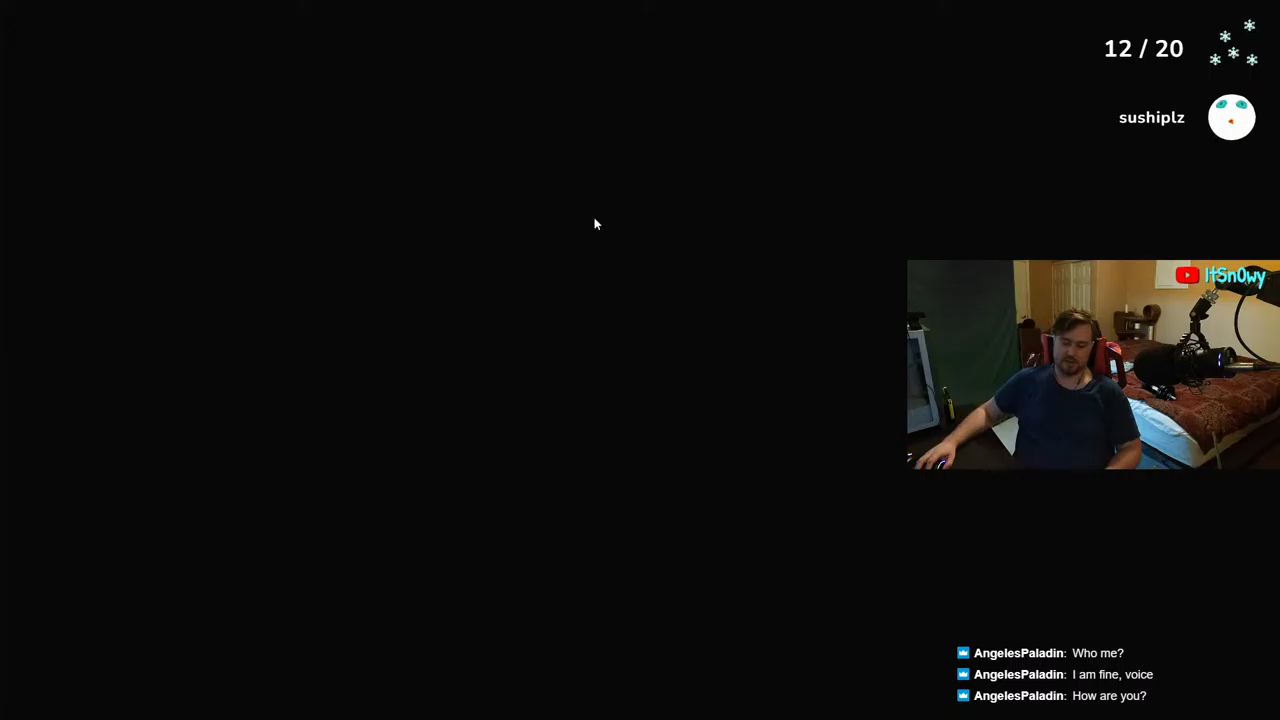 12 / 20
sushiplz
ItSn0wy
AngelesPaladin: Who me?
AngelesPaladin: I am fine, voice
AngelesPaladin: How are you?